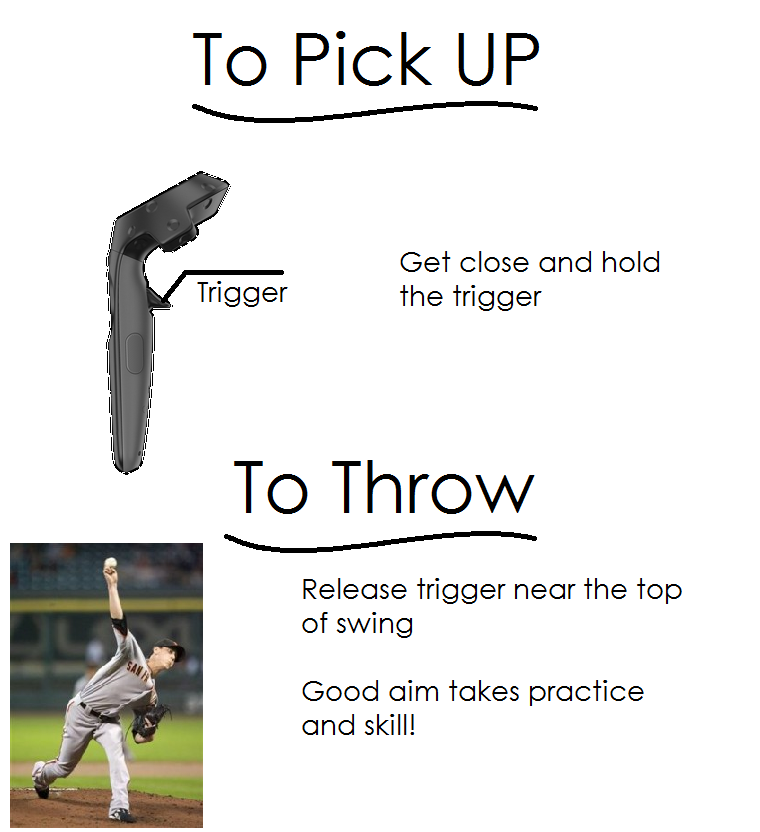 To Pick UP
Trigger
Get close and hold
the trigger
To Throw
Release trigger near the top
of swing
Good aim takes practice
and skill!